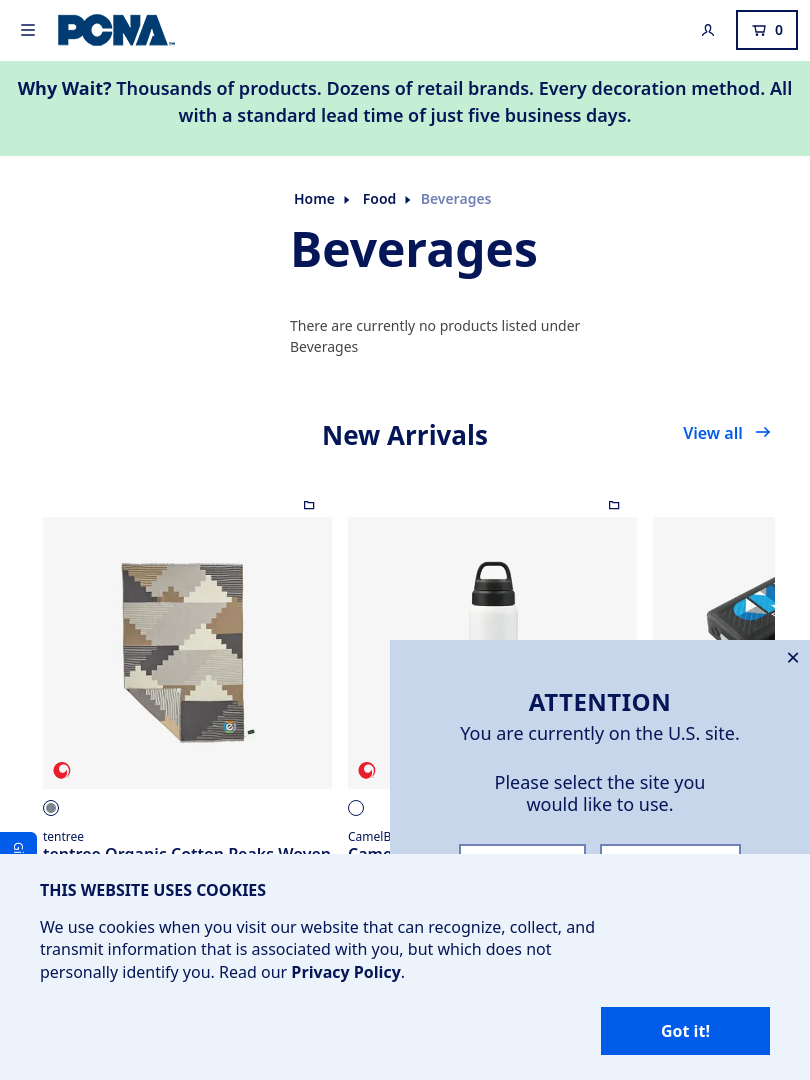 PCNA
0
Why Wait? Thousands of products. Dozens of retail brands. Every decoration method. All
with a standard lead time of just five business days.
Home Food Beverages
Beverages
There are currently no products listed under
Beverages
New Arrivals
View all
ATTENTION
You are currently on the U.S. site.
Please select the site you
would like to use.
tentree
CamelB
tentree Organic Cotton Peaks Woven
Came
Gi
THIS WEBSITE USES COOKIES
We use cookies when you visit our website that can recognize, collect, and
transmit information that is associated with you, but which does not
personally identify you. Read our Privacy Policy.
Got it!